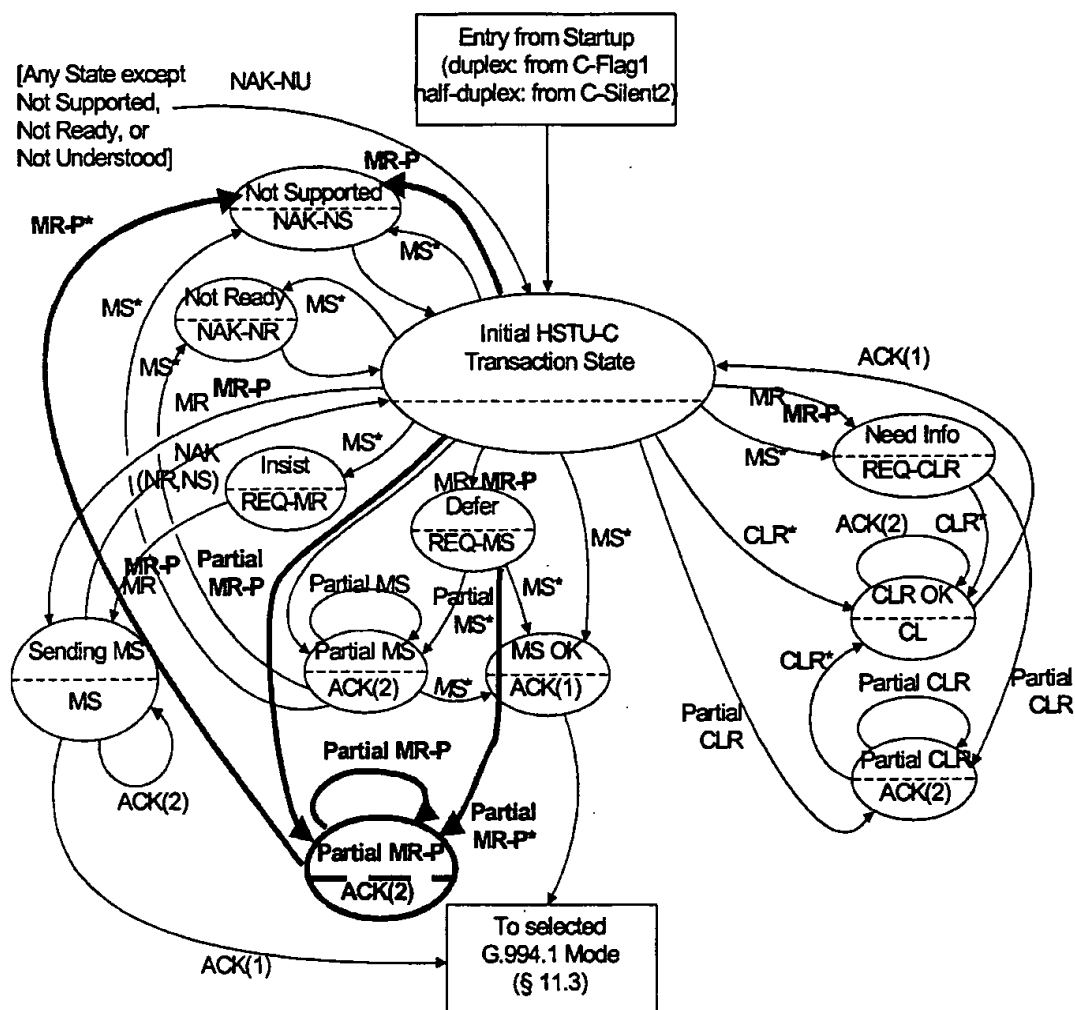 Entry from Startup
(duplex: from C-Flag1
half-duplex: from C-Silent2)
[Any State except
Not Supported,
Not Ready, or
Not Understood]
NAK-NU
MR-P
Not Supported
NAK-NS
MR-P*
MS*
MS*
Not Ready
NAK-NR
MS*
MS*
Initial HSTU-C
Transaction State
ACK(1)
MR MR-P
MR
MR-P
Need Info
REQ-CLR
MS*
NAK
(NR,NS)
Insist
REQ-MR
MS*
MR MR-P
Defer
REQ-MS
MS*
CLR*
ACK(2)
CLR*
MR-P
MR
Partial
MR-P
Partial MS
Partial
MS*
MS*
CLR OK
CL
Sending MS
MS
Partial MS
ACK(2)
MS*
MS OK
ACK(1)
CLR*
Partial CLR
Partial
CLR
Partial
CLR
Partial CLR
ACK(2)
ACK(2)
Partial MR-P
Partial
MR-P*
Partial MR-P
ACK(2)
ACK(1)
To selected
G.994.1 Mode
(§ 11.3)